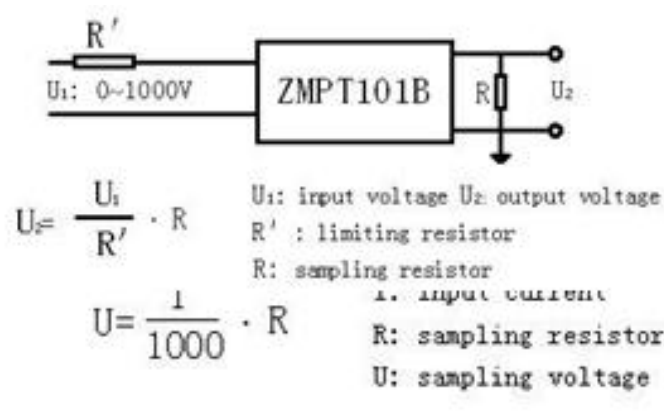 R′
U₁: 0~1000V
ZMPT101B
R
U₂
U₂= U₁/R′ · R
U₁: input voltage U₂: output voltage
R′ : limiting resistor
R: sampling resistor
I: input current
U= I/1000 · R
R: sampling resistor
U: sampling voltage